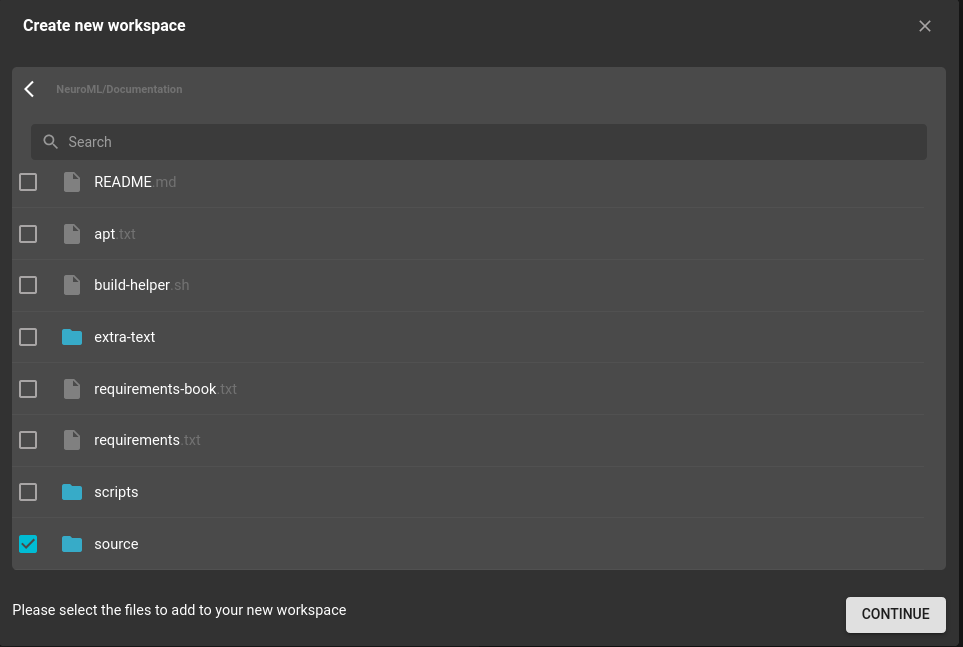 Create new workspace
NeuroML/Documentation
Search
README.md
apt.txt
build-helper.sh
extra-text
requirements-book.txt
requirements.txt
scripts
source
Please select the files to add to your new workspace
CONTINUE